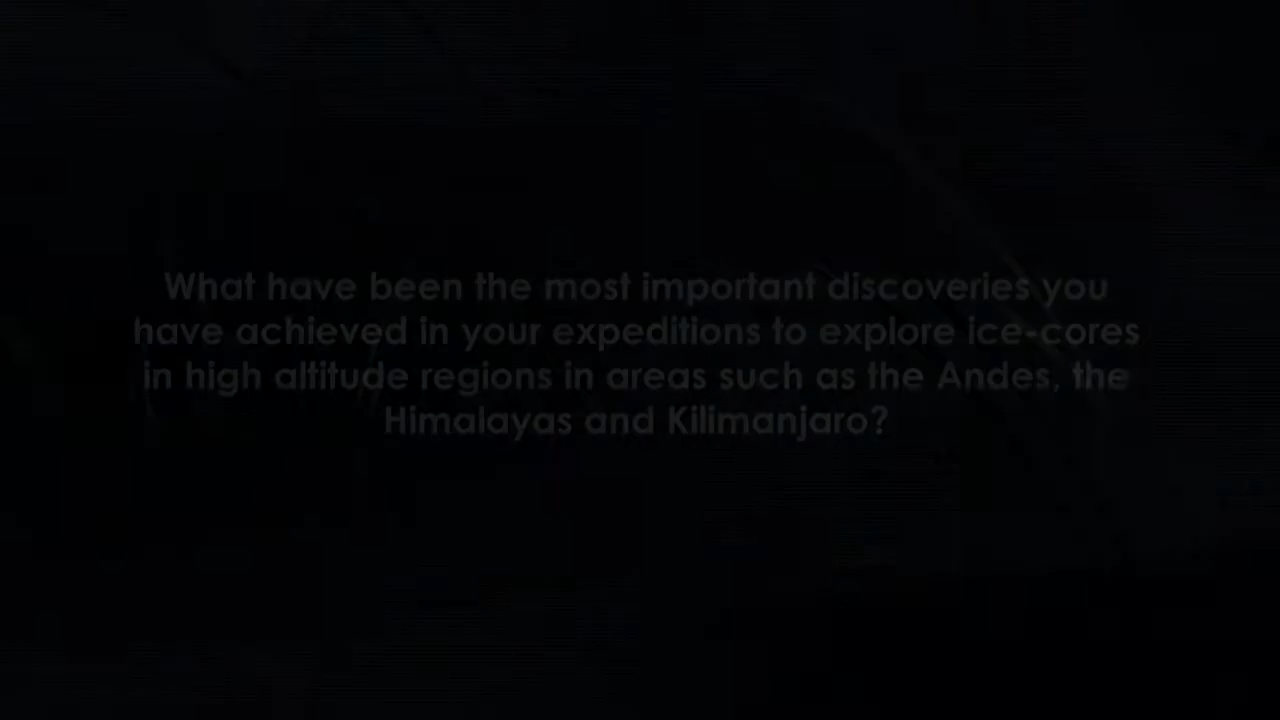 What have been the most important discoveries you
have achieved in your expeditions to explore ice-cores
in high altitude regions in areas such as the Andes, the
Himalayas and Kilimanjaro?